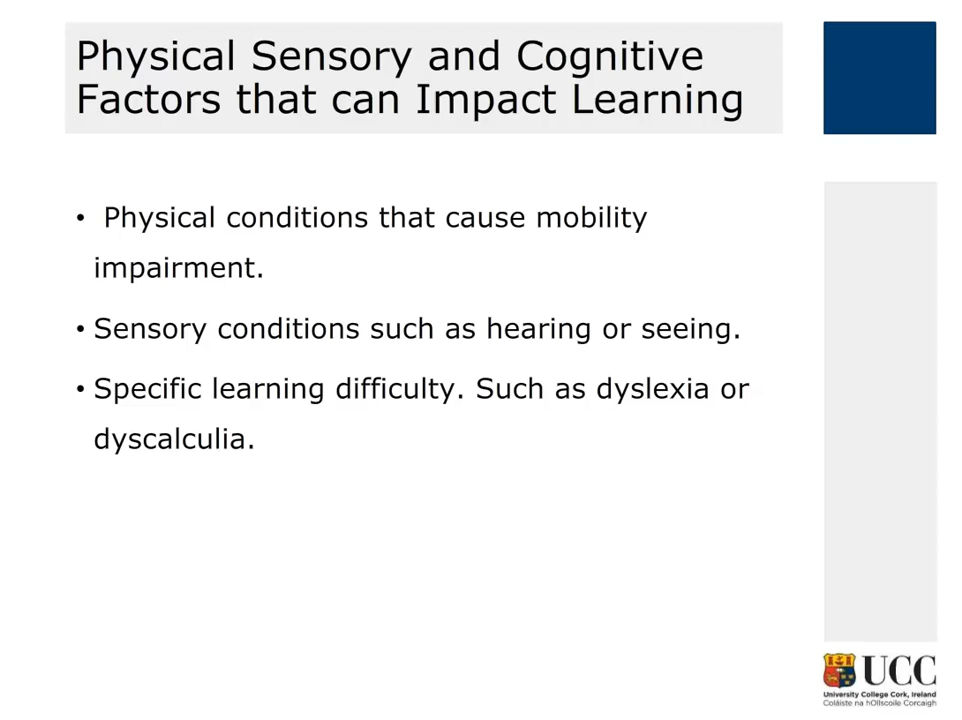 Physical Sensory and Cognitive
Factors that can Impact Learning
• Physical conditions that cause mobility
impairment.
• Sensory conditions such as hearing or seeing.
• Specific learning difficulty. Such as dyslexia or
dyscalculia.
UCC
University College Cork, Ireland
Coláiste na hOllscoile Corcaigh